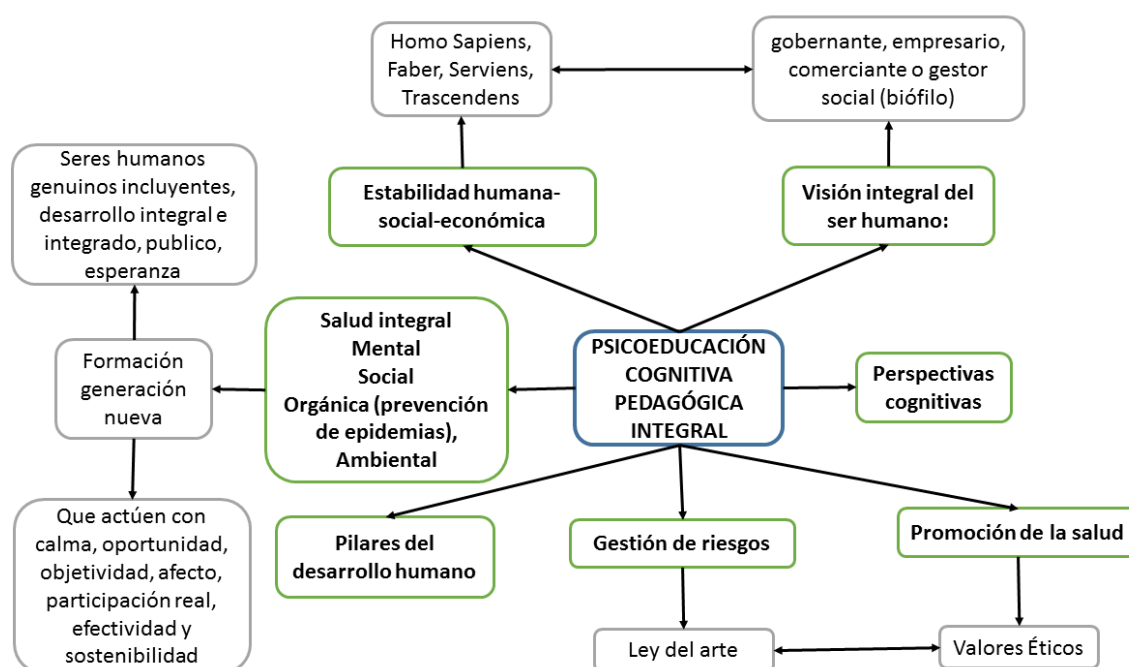 Homo Sapiens,
Faber, Serviens,
Trascendens
gobernante, empresario,
comerciante o gestor
social (biófilo)
Seres humanos
genuinos incluyentes,
desarrollo integral e
integrado, publico,
esperanza
Estabilidad humana-
social-económica
Visión integral del
ser humano:
Formación
generación
nueva
Salud integral
Mental
Social
Orgánica (prevención
de epidemias),
Ambiental
PSICOEDUCACIÓN
COGNITIVA
PEDAGÓGICA
INTEGRAL
Perspectivas
cognitivas
Que actúen con
calma, oportunidad,
objetividad, afecto,
participación real,
efectividad y
sostenibilidad
Pilares del
desarrollo humano
Gestión de riesgos
Promoción de la salud
Ley del arte
Valores Éticos